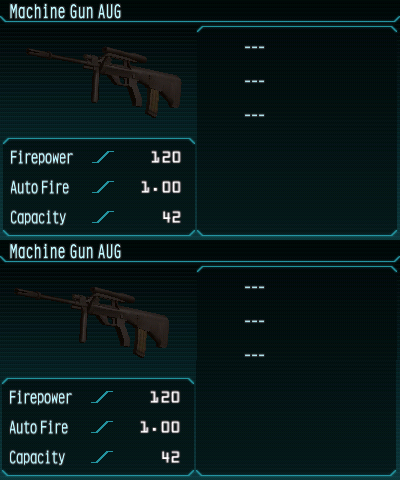 Machine Gun AUG
---
---
---
Firepower 120
Auto Fire 1.00
Capacity 42
Machine Gun AUG
---
---
---
Firepower 120
Auto Fire 1.00
Capacity 42